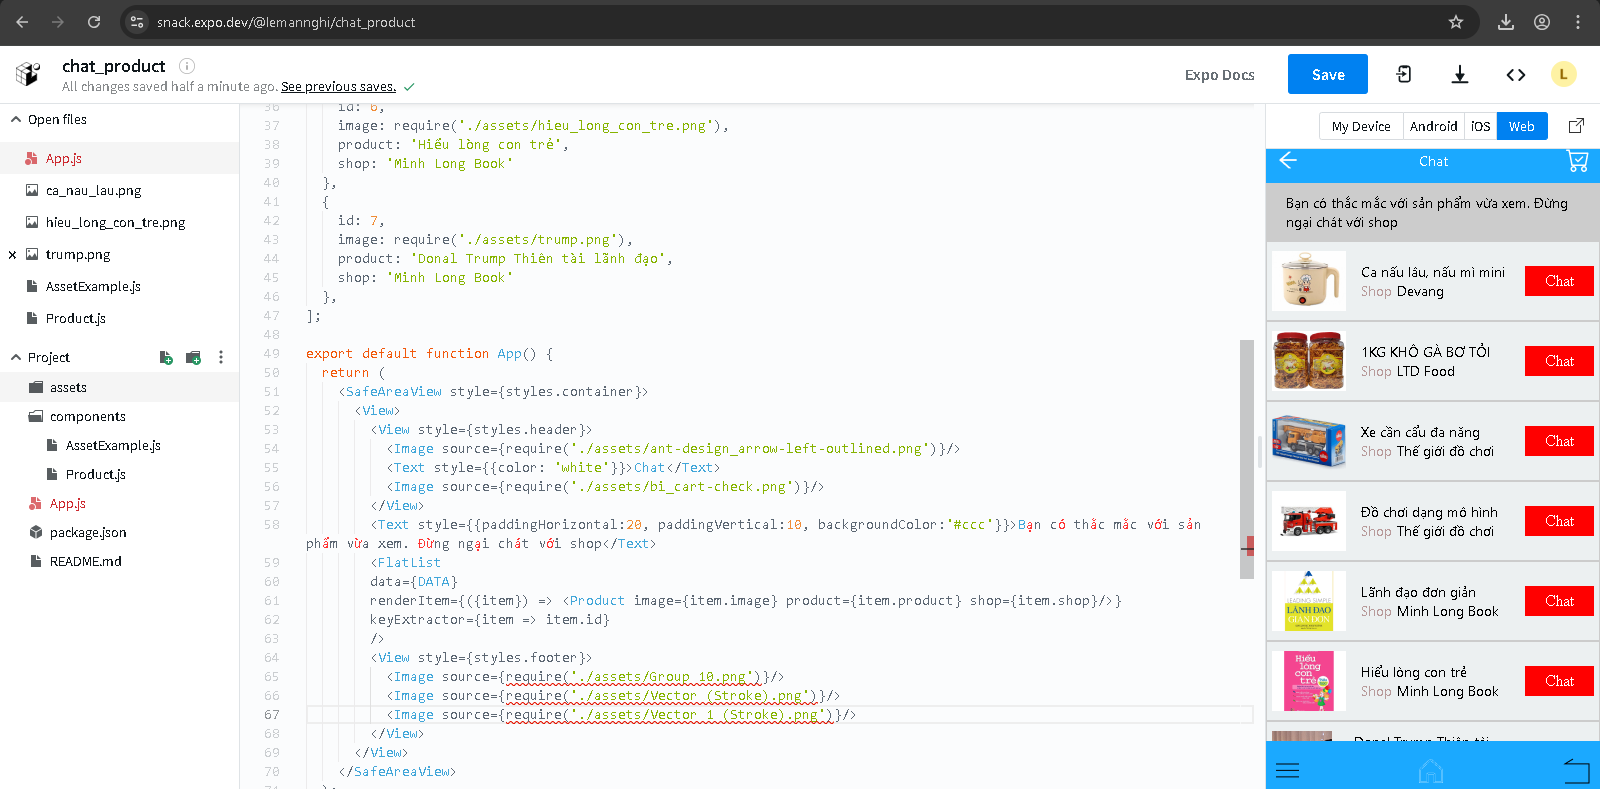 snack.expo.dev/@lemannghi/chat_product
chat_product
All changes saved half a minute ago. See previous saves.
Expo Docs
Save
L
Open files
App.js
ca_nau_lau.png
hieu_long_con_tre.png
trump.png
AssetExample.js
Product.js
Project
assets
components
AssetExample.js
Product.js
App.js
package.json
README.md
36 id: 6,
37 image: require('./assets/hieu_long_con_tre.png'),
38 product: 'Hiểu lòng con trẻ',
39 shop: 'Minh Long Book'
40 },
41 {
42 id: 7,
43 image: require('./assets/trump.png'),
44 product: 'Donal Trump Thiên tài lãnh đạo',
45 shop: 'Minh Long Book'
46 },
47 ];
48
49 export default function App() {
50 return (
51 <SafeAreaView style={styles.container}>
52 <View>
53 <View style={styles.header}>
54 <Image source={require('./assets/ant-design_arrow-left-outlined.png')}/>
55 <Text style={{color: 'white'}}>Chat</Text>
56 <Image source={require('./assets/bi_cart-check.png')}/>
57 </View>
58 <Text style={{paddingHorizontal:20, paddingVertical:10, backgroundColor:'#ccc'}}>Bạn có thắc mắc với sản
phẩm vừa xem. Đừng ngại chát với shop</Text>
59 <FlatList
60 data={DATA}
61 renderItem={({item}) => <Product image={item.image} product={item.product} shop={item.shop}/>}
62 keyExtractor={item => item.id}
63 />
64 <View style={styles.footer}>
65 <Image source={require('./assets/Group 10.png')}/>
66 <Image source={require('./assets/Vector (Stroke).png')}/>
67 <Image source={require('./assets/Vector 1 (Stroke).png')}/>
68 </View>
69 </View>
70 </SafeAreaView>
My Device Android iOS Web
Chat
Bạn có thắc mắc với sản phẩm vừa xem. Đừng
ngại chát với shop
Ca nấu lẩu, nấu mì mini
Shop Devang
Chat
1KG KHÔ GÀ BƠ TỎI
Shop LTD Food
Chat
Xe cần cẩu đa năng
Shop Thế giới đồ chơi
Chat
Đồ chơi dạng mô hình
Shop Thế giới đồ chơi
Chat
LEADING SIMPLE
LÃNH ĐẠO
GIẢN ĐƠN
Lãnh đạo đơn giản
Shop Minh Long Book
Chat
Hiểu
lòng
con trẻ
Hiểu lòng con trẻ
Shop Minh Long Book
Chat
Donal Trump Thiên tài